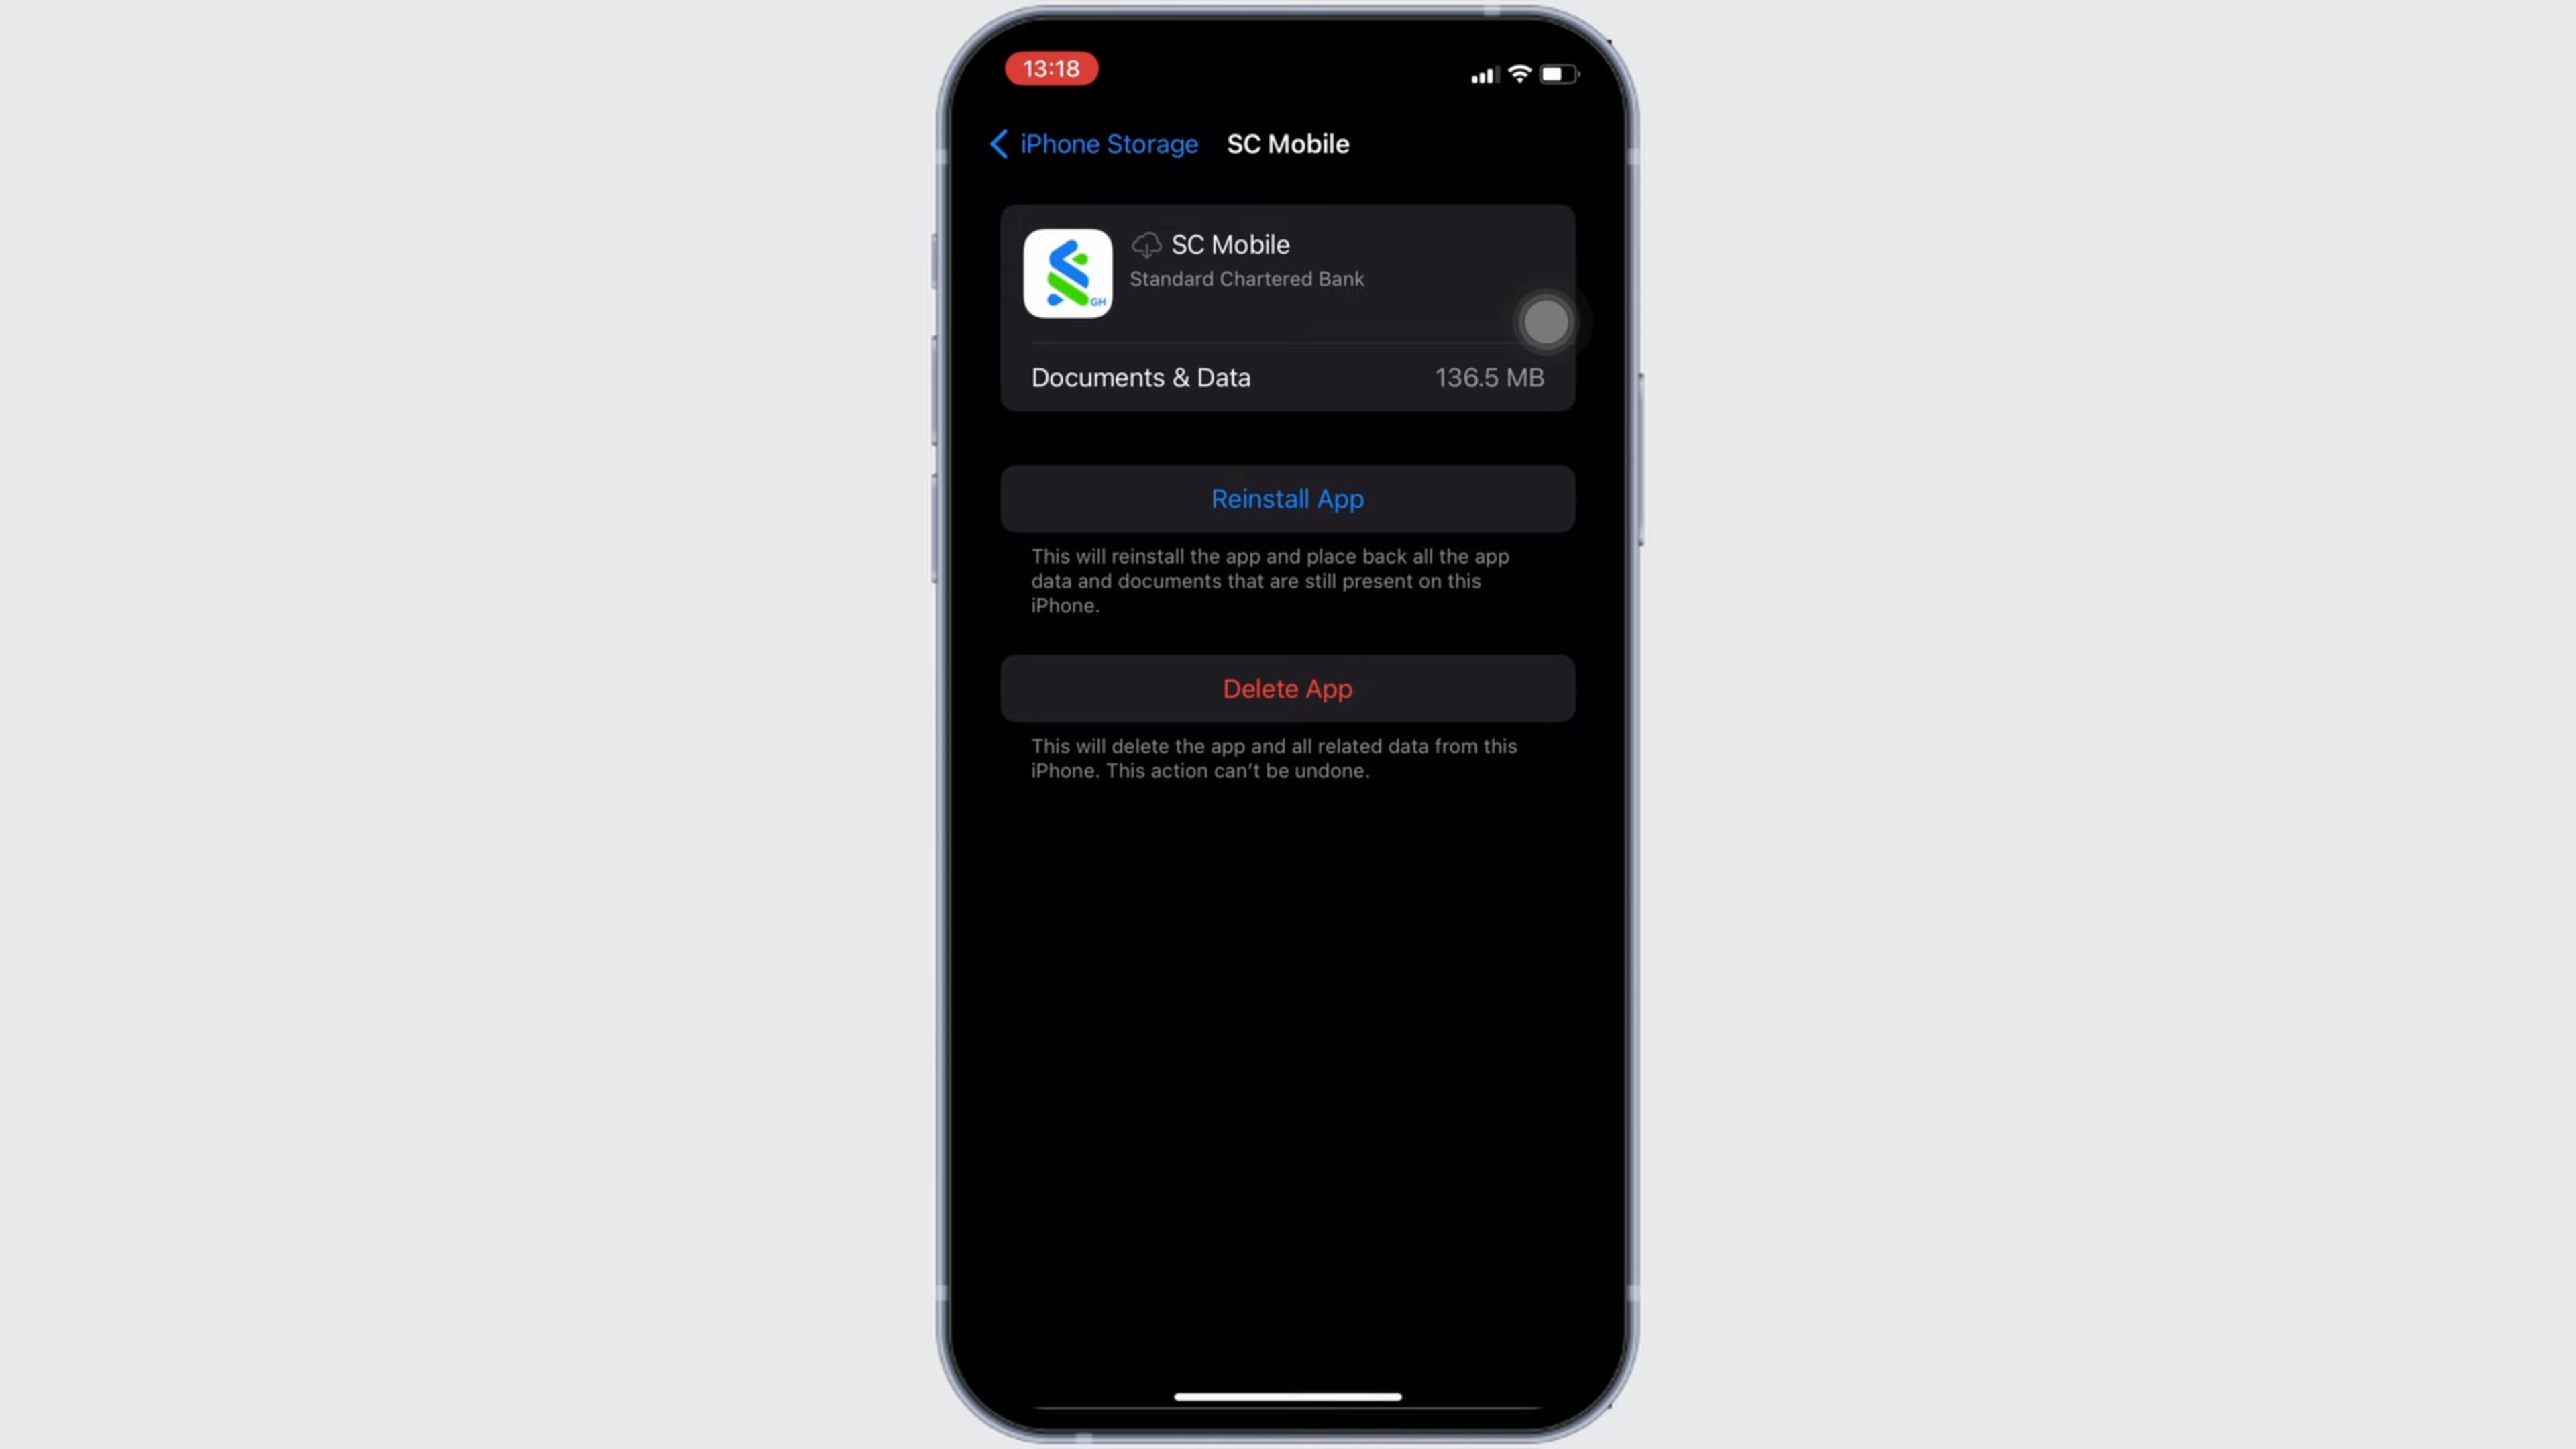 13:18
iPhone Storage SC Mobile
SC Mobile
Standard Chartered Bank
GH
Documents & Data 136.5 MB
Reinstall App
This will reinstall the app and place back all the app
data and documents that are still present on this
iPhone.
Delete App
This will delete the app and all related data from this
iPhone. This action can’t be undone.